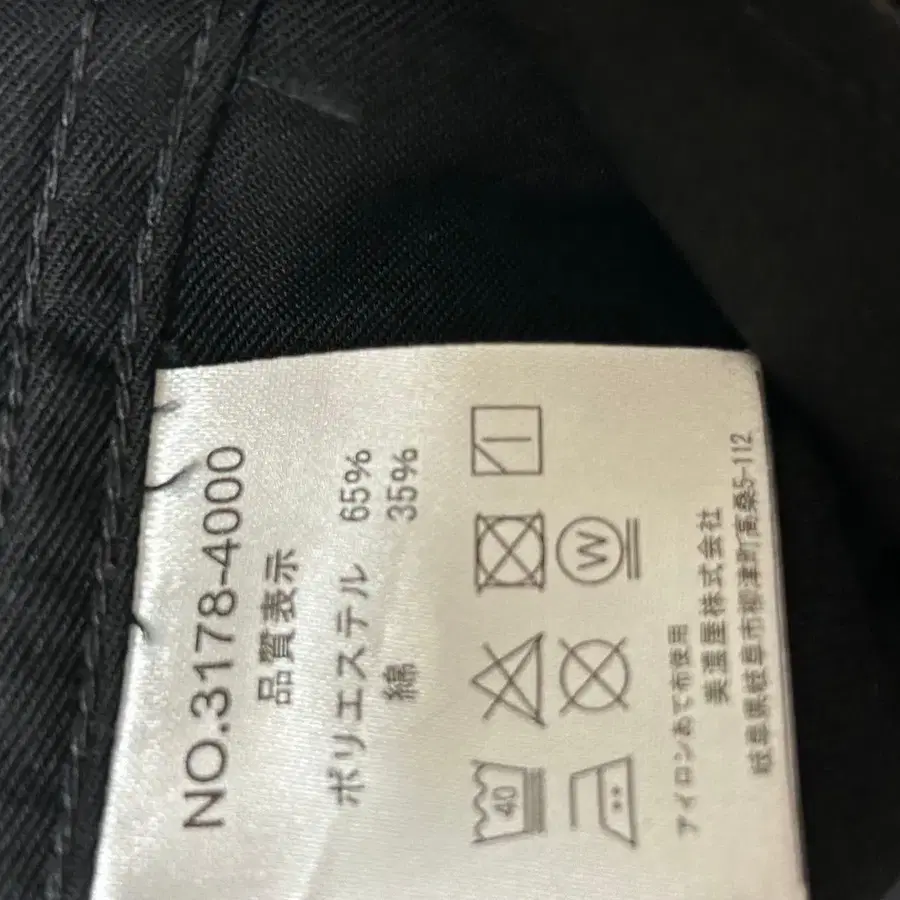 NO.3178-4000
品質表示
ポリエステル 65%
綿 35%
40
W
アイロンあて布使用
美濃屋株式会社
岐阜県岐阜市柳津町高桑5-112